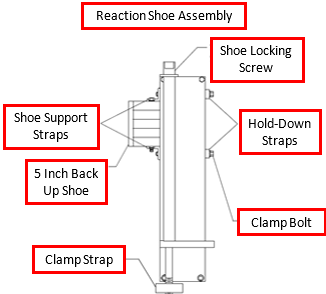 Reaction Shoe Assembly
Shoe Locking
Screw
Shoe Support
Straps
Hold-Down
Straps
5 Inch Back
Up Shoe
Clamp Bolt
Clamp Strap